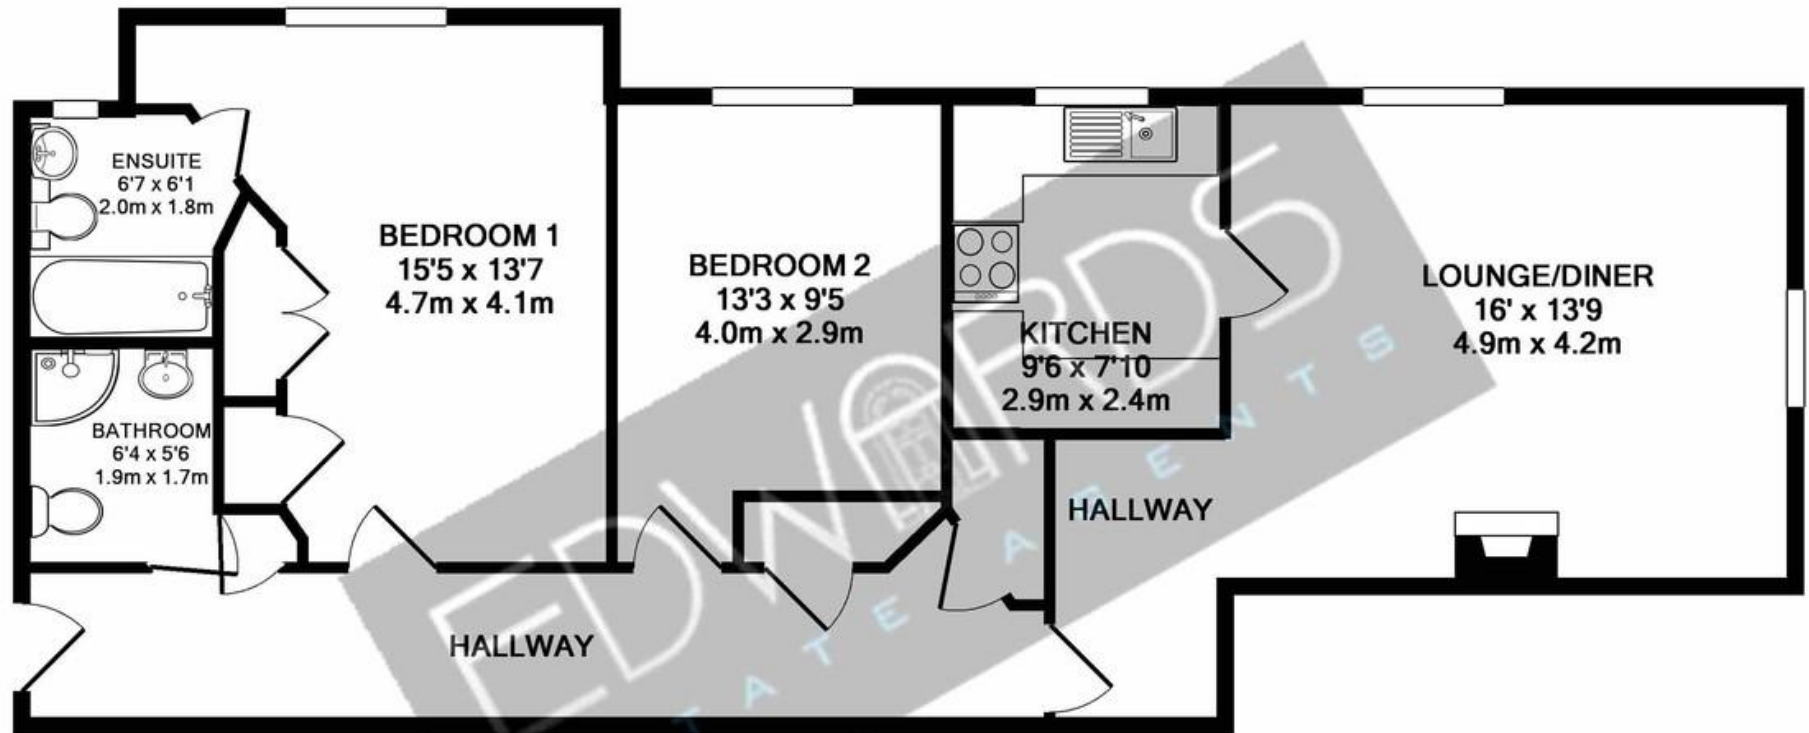 ENSUITE
6'7 x 6'1
2.0m x 1.8m
BEDROOM 1
15'5 x 13'7
4.7m x 4.1m
BEDROOM 2
13'3 x 9'5
4.0m x 2.9m
KITCHEN
9'6 x 7'10
2.9m x 2.4m
LOUNGE/DINER
16' x 13'9
4.9m x 4.2m
BATHROOM
6'4 x 5'6
1.9m x 1.7m
HALLWAY
HALLWAY
EDWARDS
TATE AGENTS